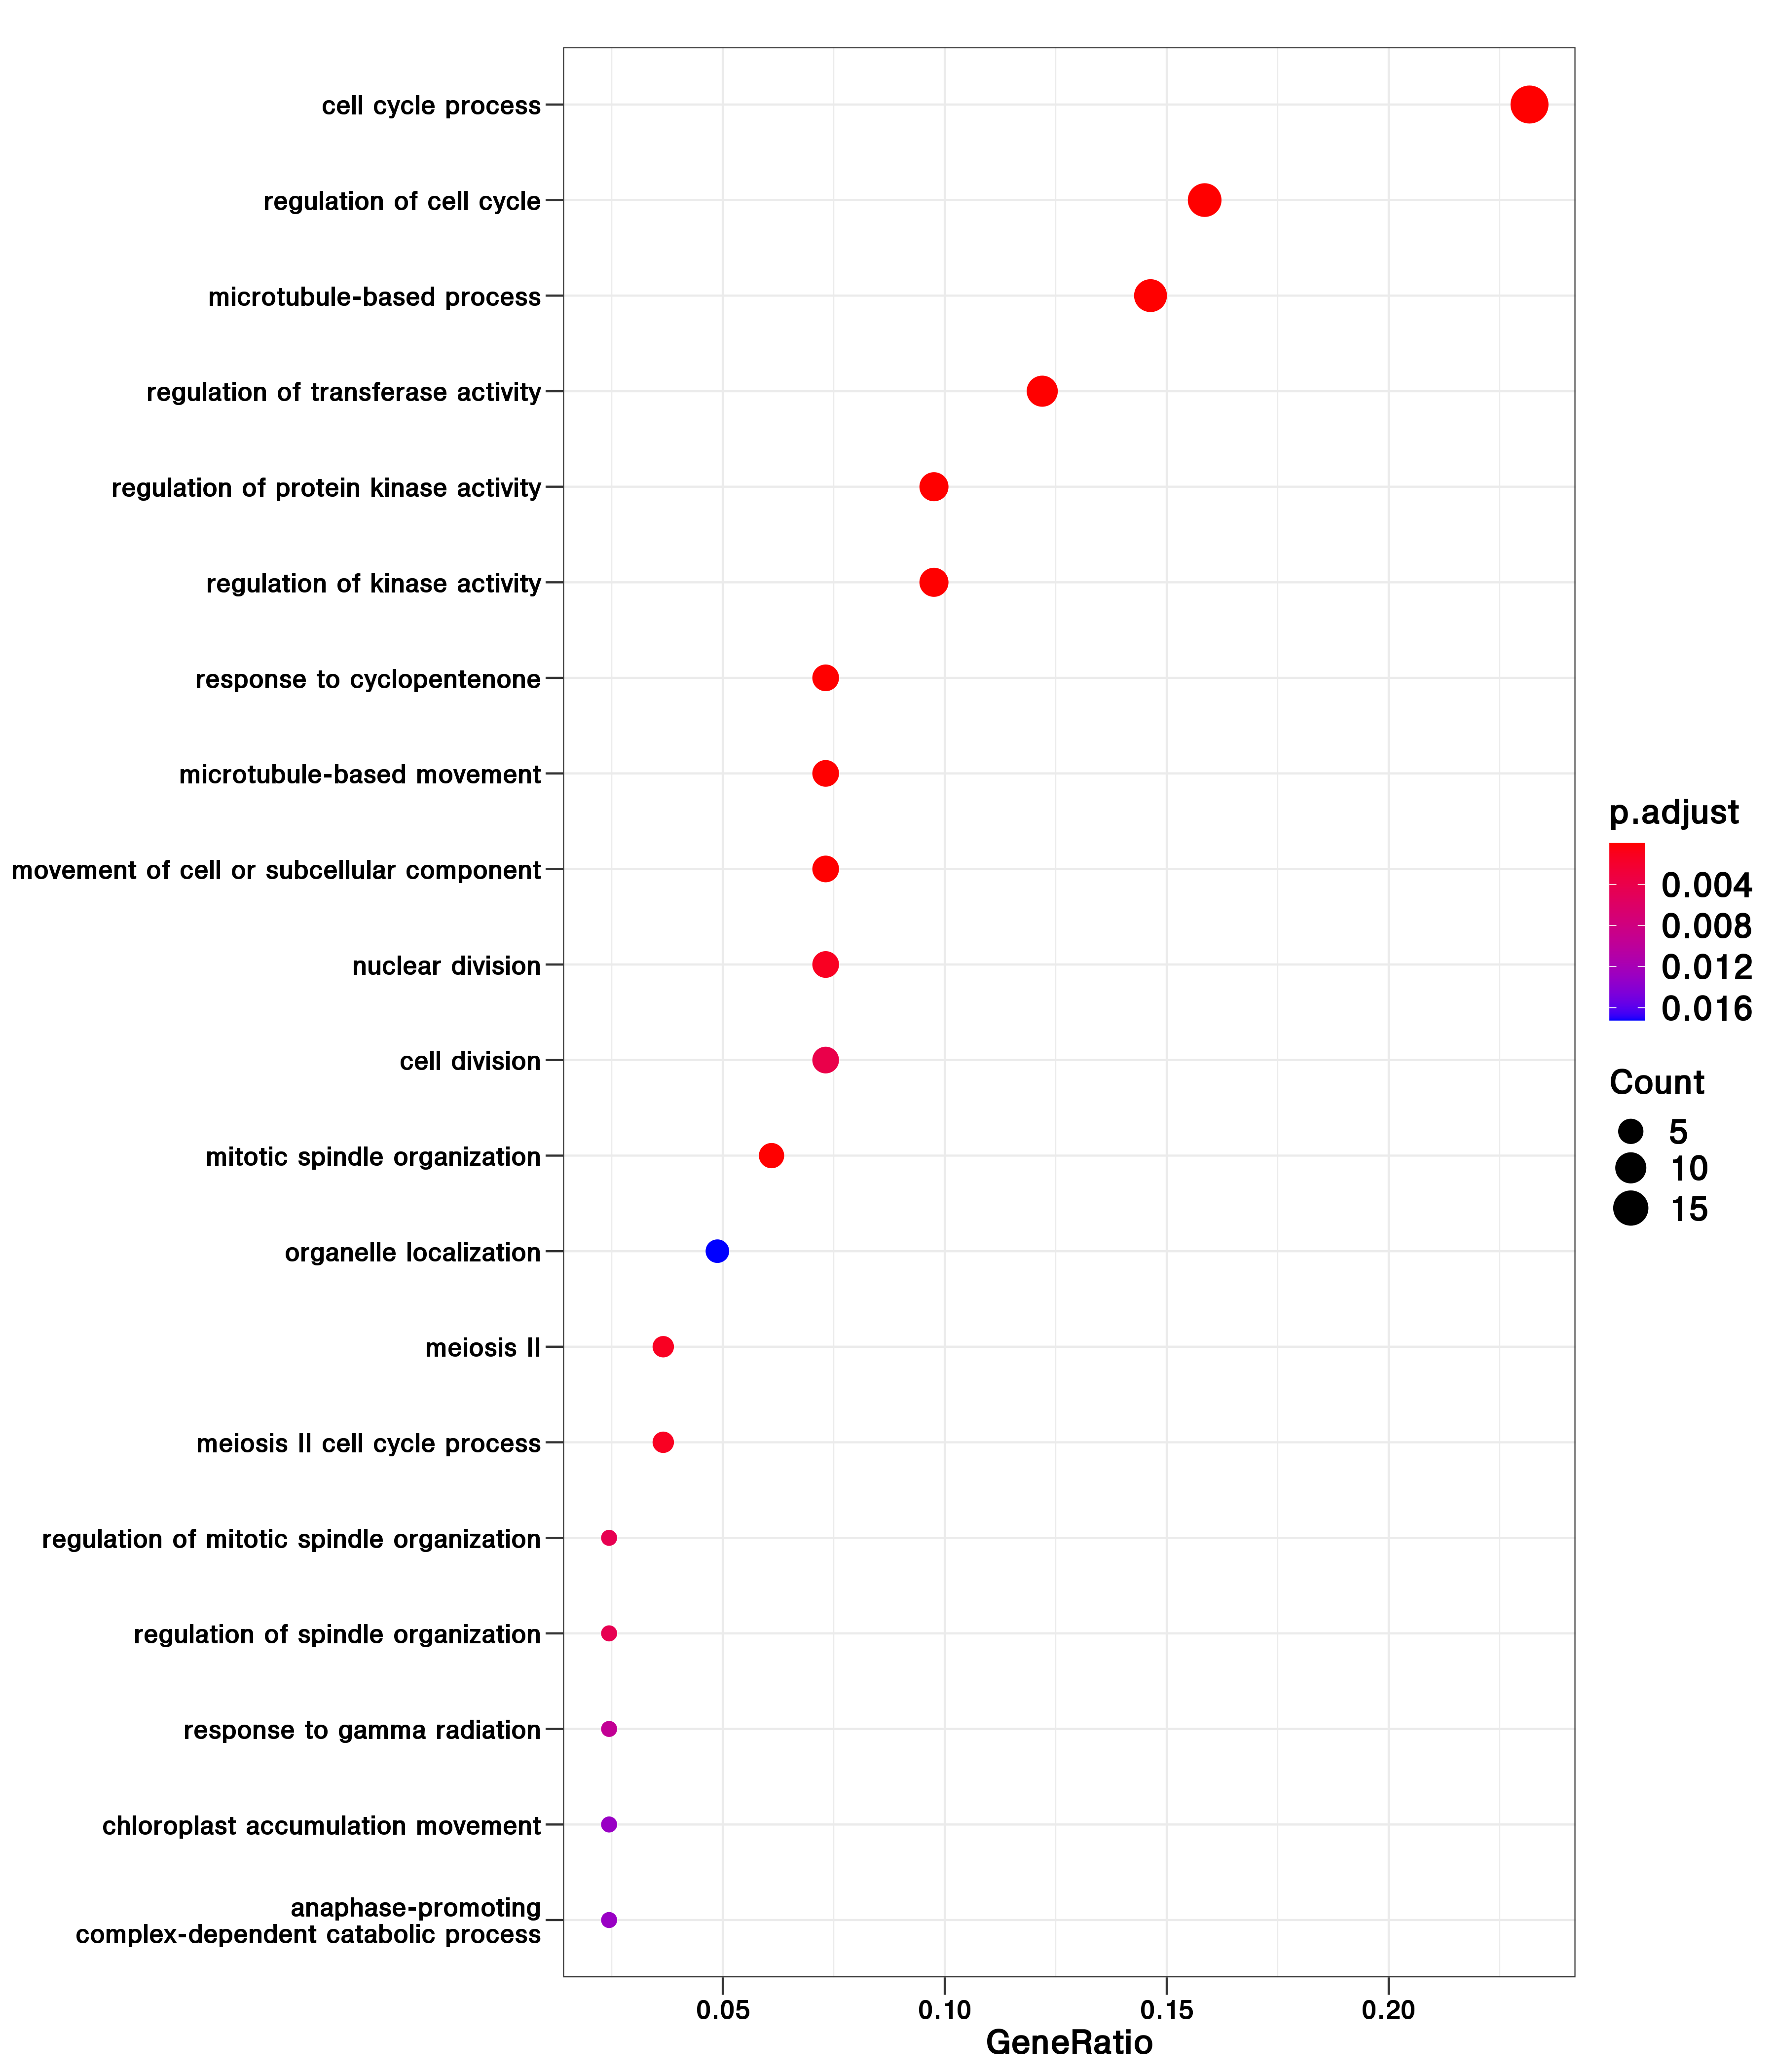 cell cycle process
regulation of cell cycle
microtubule-based process
regulation of transferase activity
regulation of protein kinase activity
regulation of kinase activity
response to cyclopentenone
microtubule-based movement
movement of cell or subcellular component
nuclear division
cell division
mitotic spindle organization
organelle localization
meiosis II
meiosis II cell cycle process
regulation of mitotic spindle organization
regulation of spindle organization
response to gamma radiation
chloroplast accumulation movement
anaphase-promoting
complex-dependent catabolic process
0.05 0.10 0.15 0.20
GeneRatio
p.adjust
0.004
0.008
0.012
0.016
Count
5
10
15